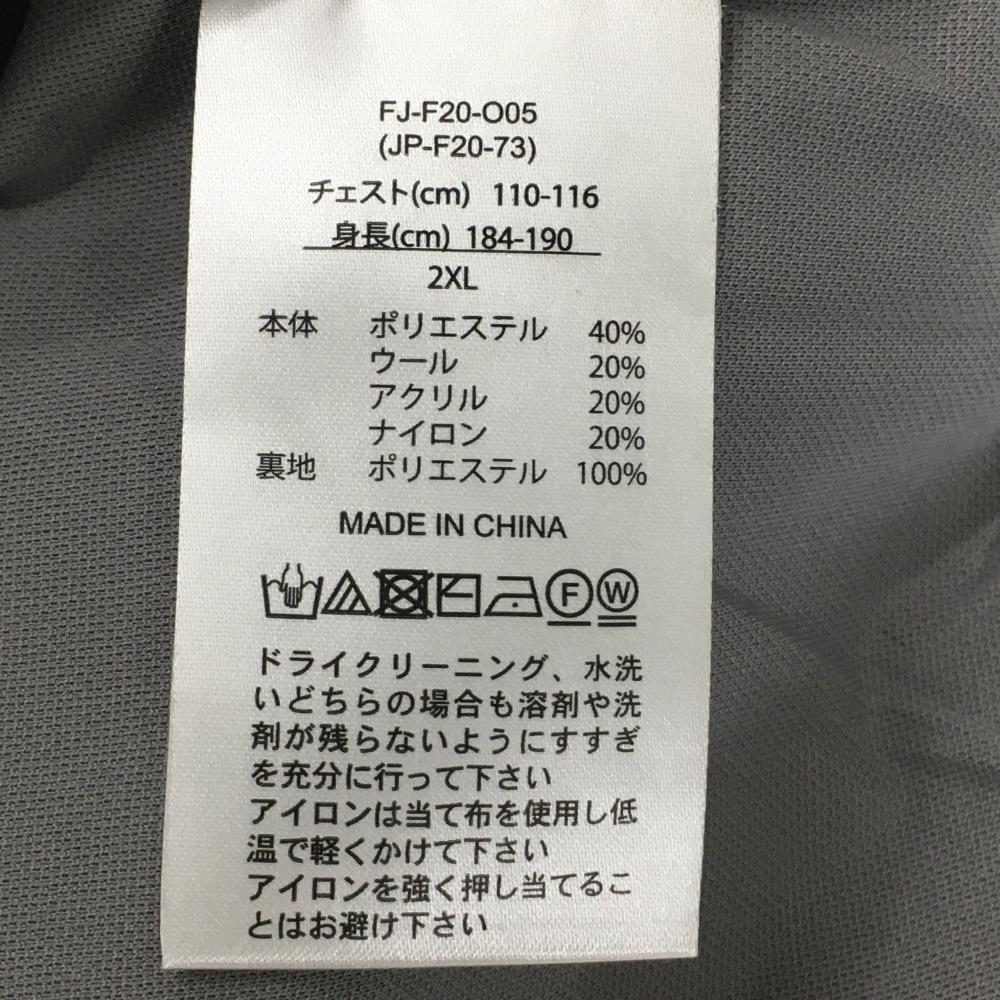 FJ-F20-O05
(JP-F20-73)
チェスト(cm) 110-116
身長(cm) 184-190
2XL
本体 ポリエステル 40%
ウール 20%
アクリル 20%
ナイロン 20%
裏地 ポリエステル 100%
MADE IN CHINA
F W
ドライクリーニング、水洗
いどちらの場合も溶剤や洗
剤が残らないようにすすぎ
を充分に行って下さい
アイロンは当て布を使用し低
温で軽くかけて下さい
アイロンを強く押し当てるこ
とはお避け下さい